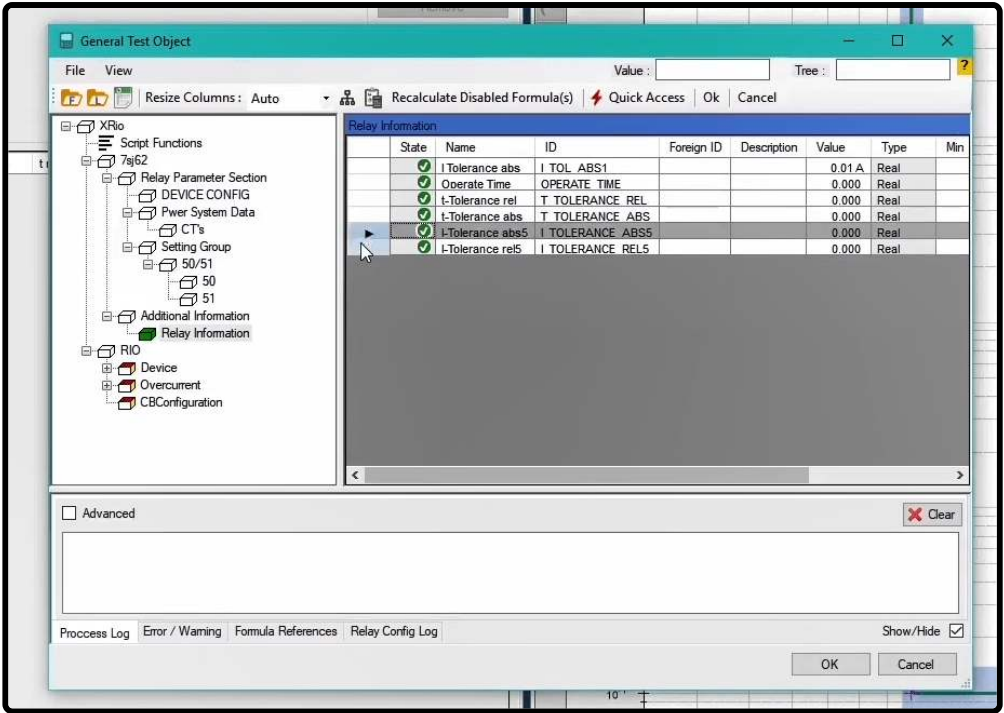 Remove
General Test Object
File View Value : Tree : ?
Resize Columns : Auto Recalculate Disabled Formula(s) Quick Access Ok Cancel
XRio
Script Functions
7sj62
Relay Parameter Section
DEVICE CONFIG
Pwer System Data
CT's
Setting Group
50/51
50
51
Additional Information
Relay Information
RIO
Device
Overcurrent
CBConfiguration
Relay Information
State Name ID Foreign ID Description Value Type Min
I Tolerance abs I TOL ABS1 0.01 A Real
Operate Time OPERATE TIME 0.000 Real
t-Tolerance rel T TOLERANCE REL 0.000 Real
t-Tolerance abs T TOLERANCE ABS 0.000 Real
I-Tolerance abs5 I TOLERANCE ABS5 0.000 Real
I-Tolerance rel5 I TOLERANCE REL5 0.000 Real
Advanced Clear
Proccess Log Error / Warning Formula References Relay Config Log Show/Hide
OK Cancel